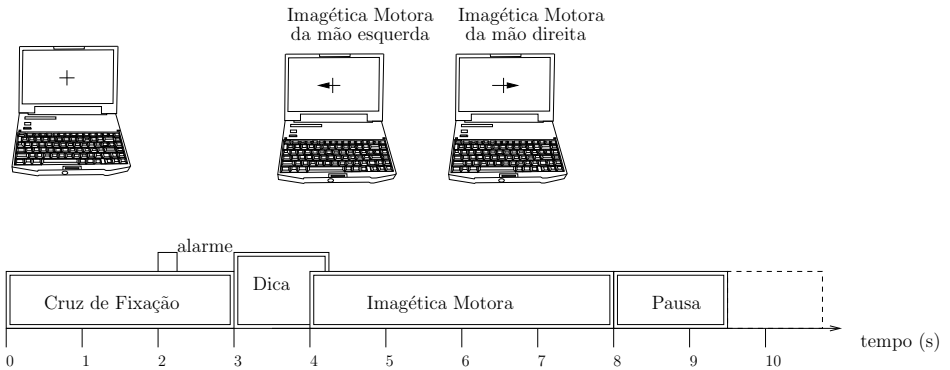 Imagética Motora
da mão esquerda
Imagética Motora
da mão direita
alarme
Cruz de Fixação
Dica
Imagética Motora
Pausa
0 1 2 3 4 5 6 7 8 9 10
tempo (s)